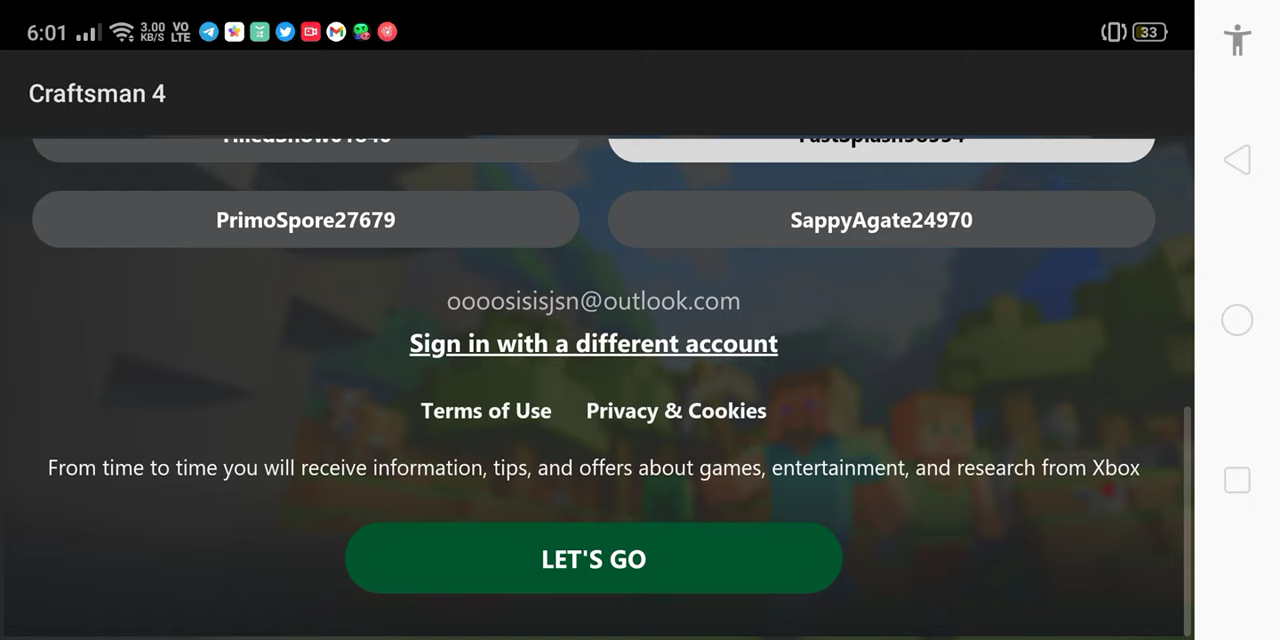 6:01 3.00 KB/S VO LTE 33
Craftsman 4
PrimoSpore27679 SappyAgate24970
oooosisisjsn@outlook.com
Sign in with a different account
Terms of Use Privacy & Cookies
From time to time you will receive information, tips, and offers about games, entertainment, and research from Xbox
LET'S GO